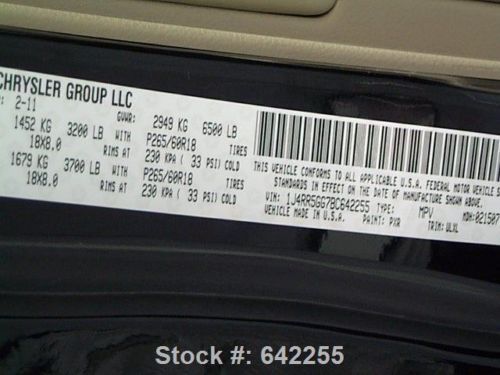 CHRYSLER GROUP LLC
2-11 GVWR: 2949 KG 6500 LB
1452 KG 3200 LB WITH P265/60R18 TIRES
18X8.0 RIMS AT 230 KPA ( 33 PSI) COLD
1679 KG 3700 LB WITH P265/60R18 TIRES
18X8.0 RIMS AT 230 KPA ( 33 PSI) COLD
THIS VEHICLE CONFORMS TO ALL APPLICABLE U.S.A. FEDERAL MOTOR VEHICLE
STANDARDS IN EFFECT ON THE DATE OF MANUFACTURE SHOWN ABOVE.
VIN: 1J4RR5GG7BC642255 TYPE: MPV MDH:021507
VEHICLE MADE IN U.S.A. PAINT: PXR TRIM: ULXL
Stock #: 642255